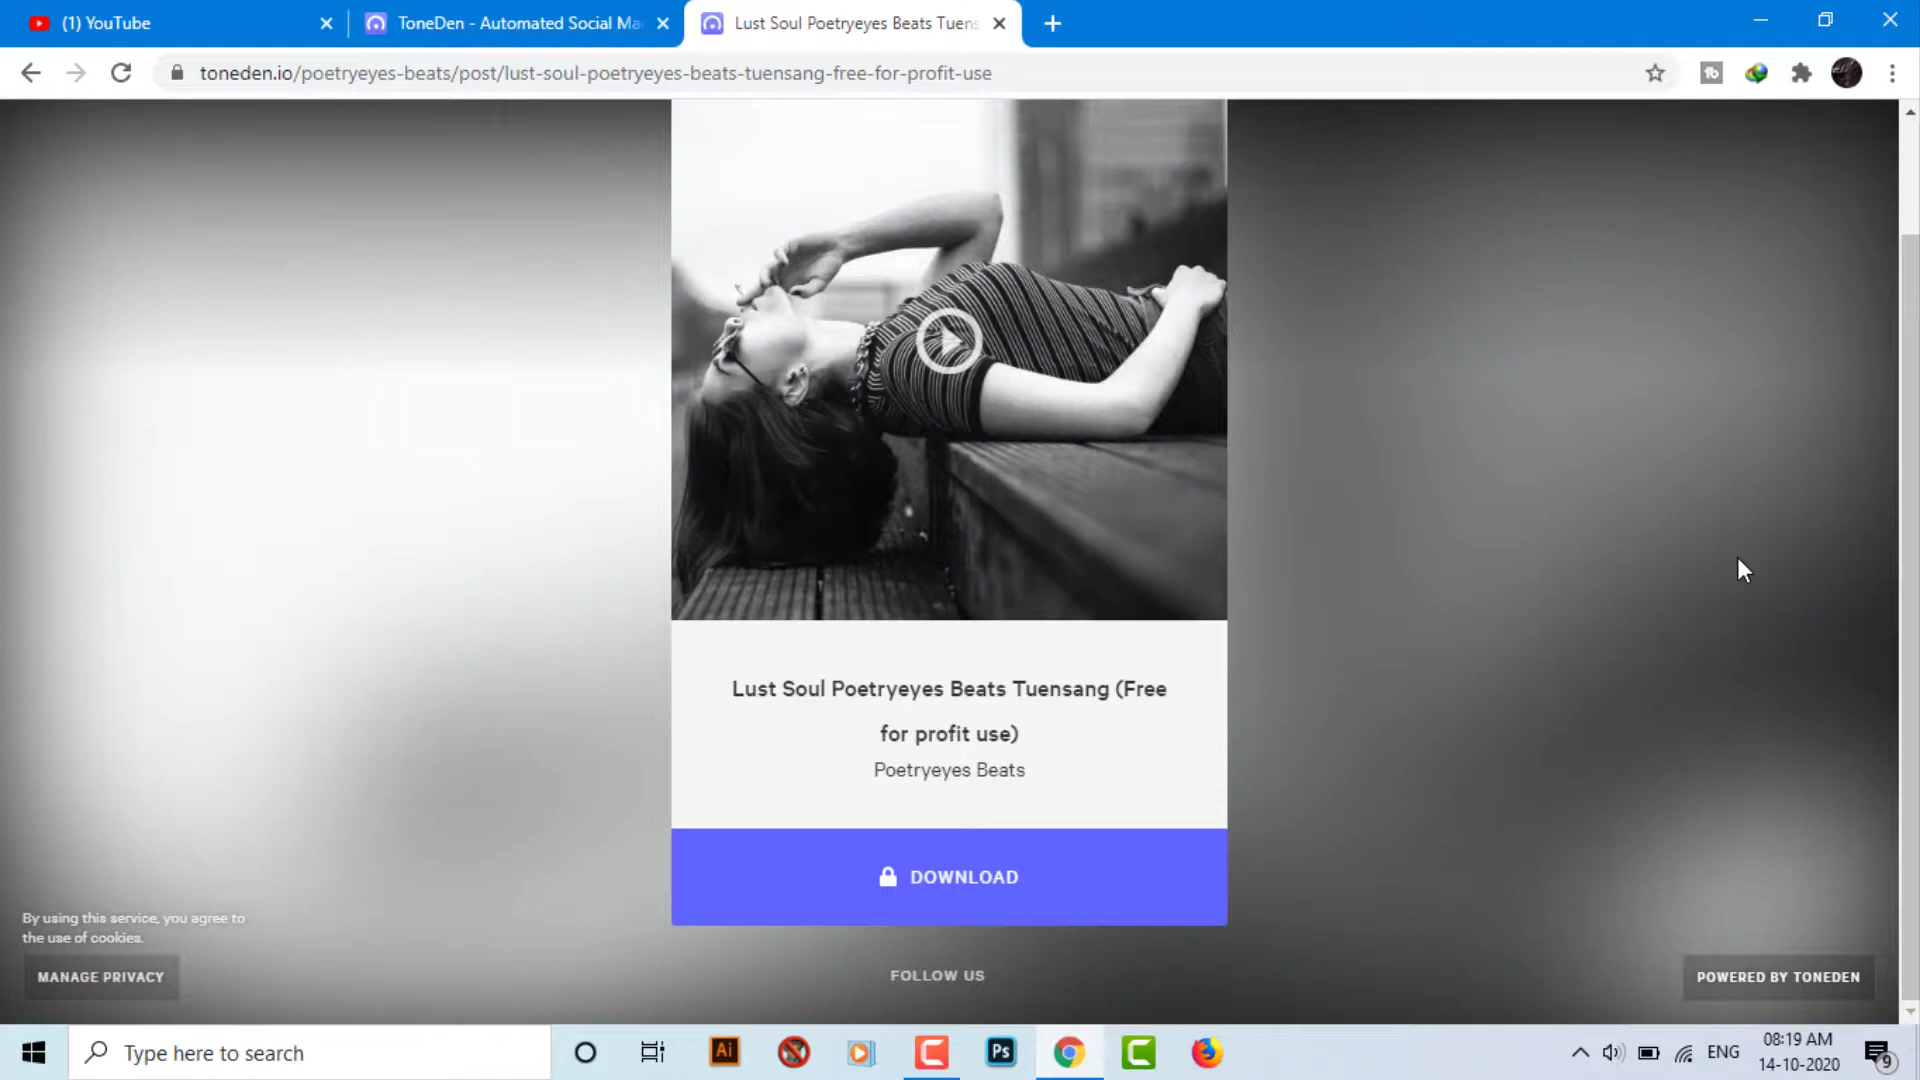 (1) YouTube
ToneDen - Automated Social Ma
Lust Soul Poetryeyes Beats Tuens
toneden.io/poetryeyes-beats/post/lust-soul-poetryeyes-beats-tuensang-free-for-profit-use
Lust Soul Poetryeyes Beats Tuensang (Free
for profit use)
Poetryeyes Beats
DOWNLOAD
By using this service, you agree to
the use of cookies.
MANAGE PRIVACY
FOLLOW US
POWERED BY TONEDEN
Type here to search
Ai
Ps
ENG
08:19 AM
14-10-2020
9